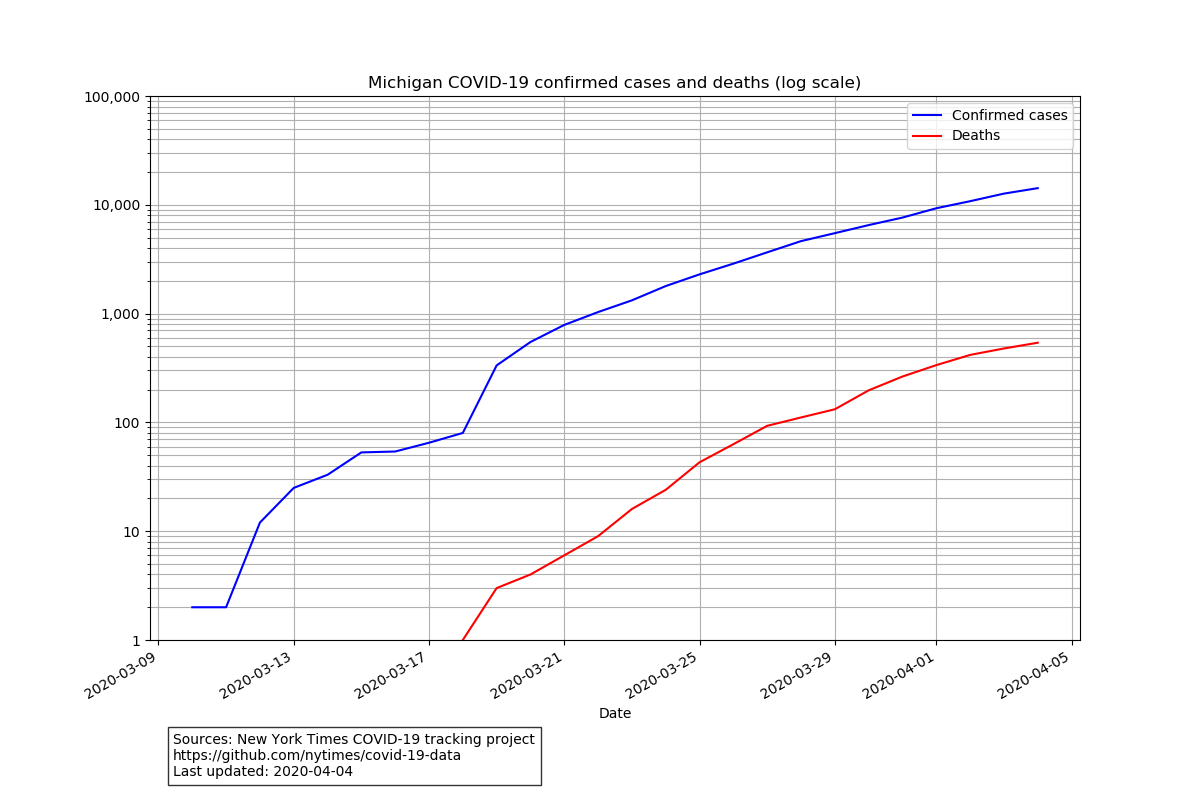 Michigan COVID-19 confirmed cases and deaths (log scale)
100,000
10,000
1,000
100
10
1
Confirmed cases
Deaths
2020-03-09
2020-03-13
2020-03-17
2020-03-21
2020-03-25
2020-03-29
2020-04-01
2020-04-05
Date
Sources: New York Times COVID-19 tracking project
https://github.com/nytimes/covid-19-data
Last updated: 2020-04-04